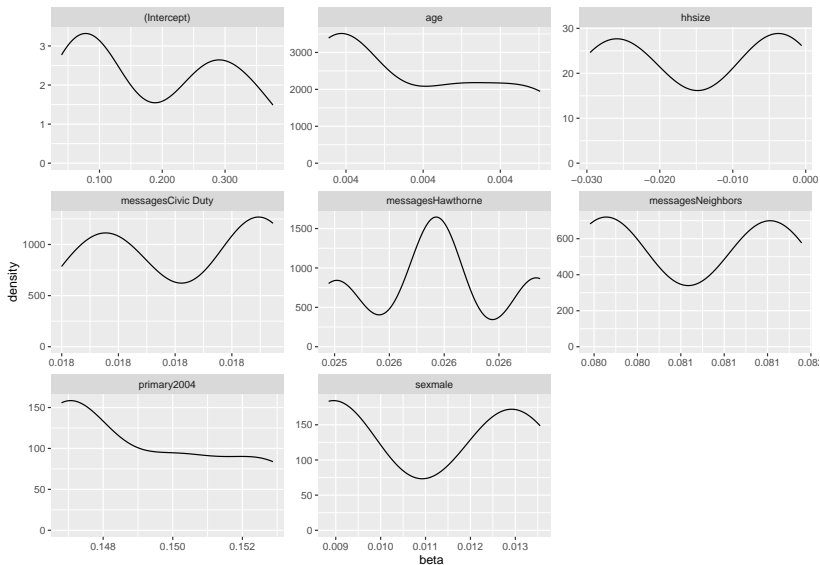 (Intercept) age hhsize
3 2 1 0
3000 2000 1000 0
30 20 10 0
0.100 0.200 0.300
0.004 0.004 0.004
−0.030 −0.020 −0.010 0.000
messagesCivic Duty messagesHawthorne messagesNeighbors
density
1000 500 0
1500 1000 500 0
600 400 200 0
0.018 0.018 0.018 0.018
0.025 0.026 0.026 0.026
0.080 0.080 0.081 0.081 0.081
primary2004 sexmale
150 100 50 0
150 100 50 0
0.148 0.150 0.152
0.009 0.010 0.011 0.012 0.013
beta